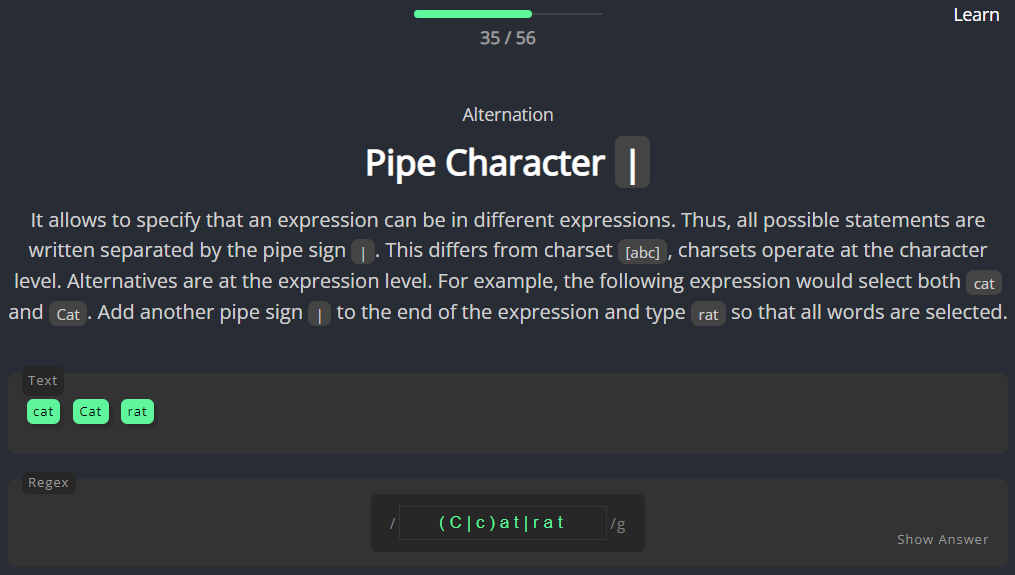 Learn
35 / 56
Alternation
Pipe Character |
It allows to specify that an expression can be in different expressions. Thus, all possible statements are
written separated by the pipe sign | . This differs from charset [abc] , charsets operate at the character
level. Alternatives are at the expression level. For example, the following expression would select both cat
and Cat . Add another pipe sign | to the end of the expression and type rat so that all words are selected.
Text
cat Cat rat
Regex
/ (C|c)at|rat /g
Show Answer